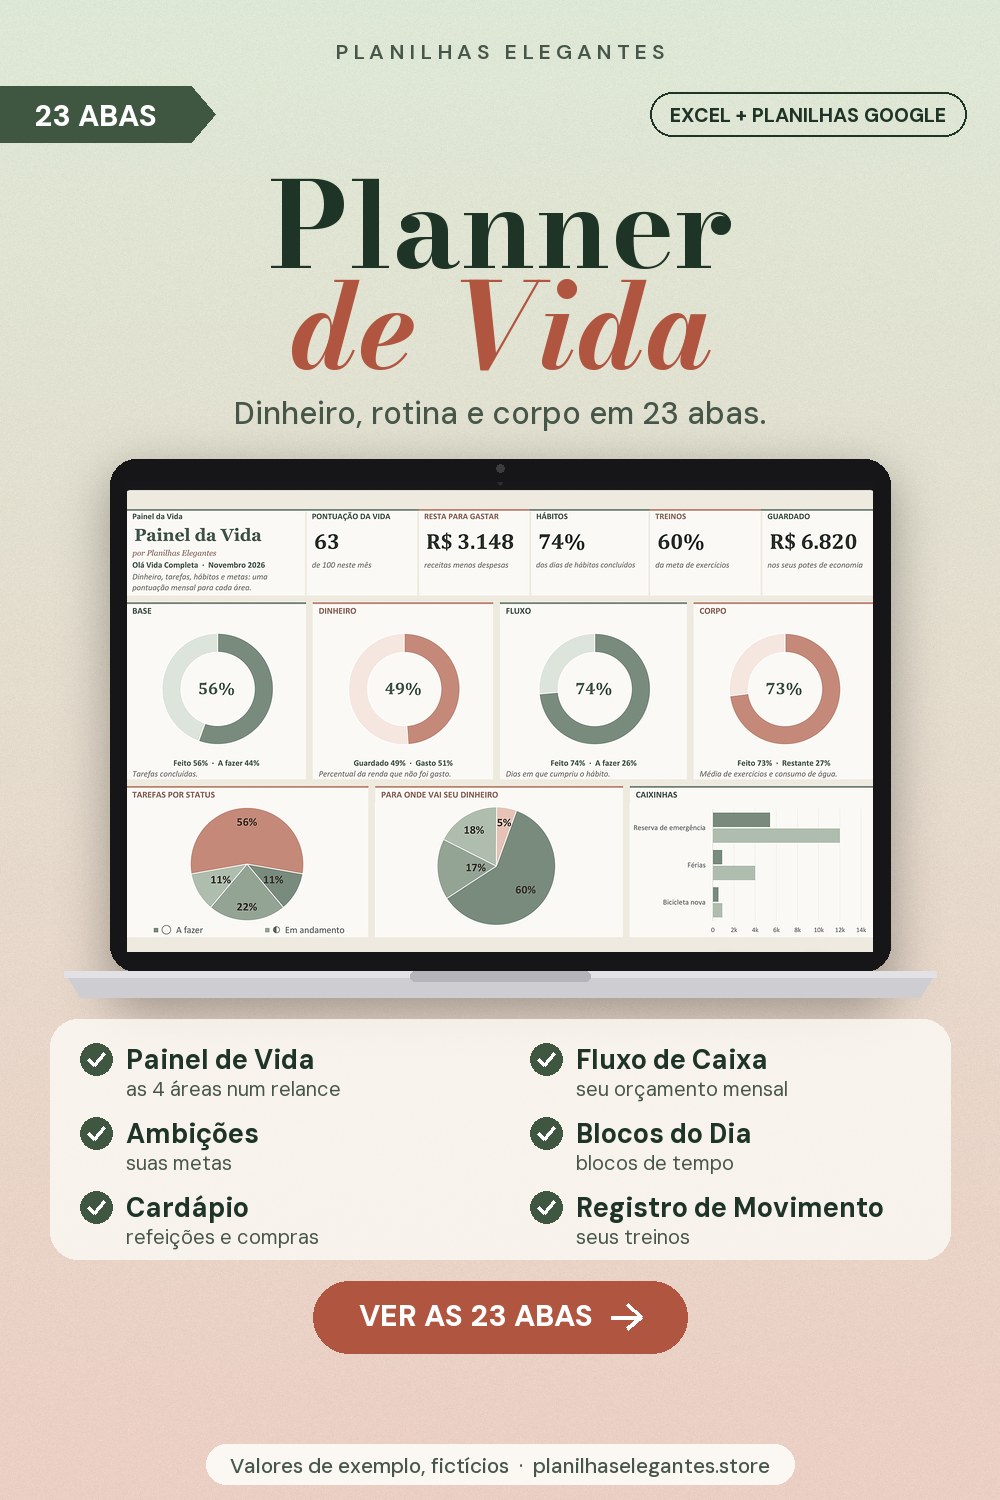 PLANILHAS ELEGANTES
23 ABAS
EXCEL + PLANILHAS GOOGLE
Planner
de Vida
Dinheiro, rotina e corpo em 23 abas.
Painel da Vida
Painel da Vida
por Planilhas Elegantes
Olá Vida Completa · Novembro 2026
Dinheiro, tarefas, hábitos e metas: uma
pontuação mensal para cada área.
PONTUAÇÃO DA VIDA
63
de 100 neste mês
RESTA PARA GASTAR
R$ 3.148
receitas menos despesas
HÁBITOS
74%
dos dias de hábitos concluídos
TREINOS
60%
da meta de exercícios
GUARDADO
R$ 6.820
nos seus potes de economia
BASE
56%
Feito 56% · A fazer 44%
Tarefas concluídas.
DINHEIRO
49%
Guardado 49% · Gasto 51%
Percentual da renda que não foi gasto.
FLUXO
74%
Feito 74% · A fazer 26%
Dias em que cumpriu o hábito.
CORPO
73%
Feito 73% · Restante 27%
Média de exercícios e consumo de água.
TAREFAS POR STATUS
56%
11%
11%
22%
A fazer
Em andamento
PARA ONDE VAI SEU DINHEIRO
5%
18%
17%
60%
CAIXINHAS
Reserva de emergência
Férias
Bicicleta nova
0 2k 4k 6k 8k 10k 12k 14k
Painel de Vida
as 4 áreas num relance
Fluxo de Caixa
seu orçamento mensal
Ambições
suas metas
Blocos do Dia
blocos de tempo
Cardápio
refeições e compras
Registro de Movimento
seus treinos
VER AS 23 ABAS →
Valores de exemplo, fictícios · planilhaselegantes.store